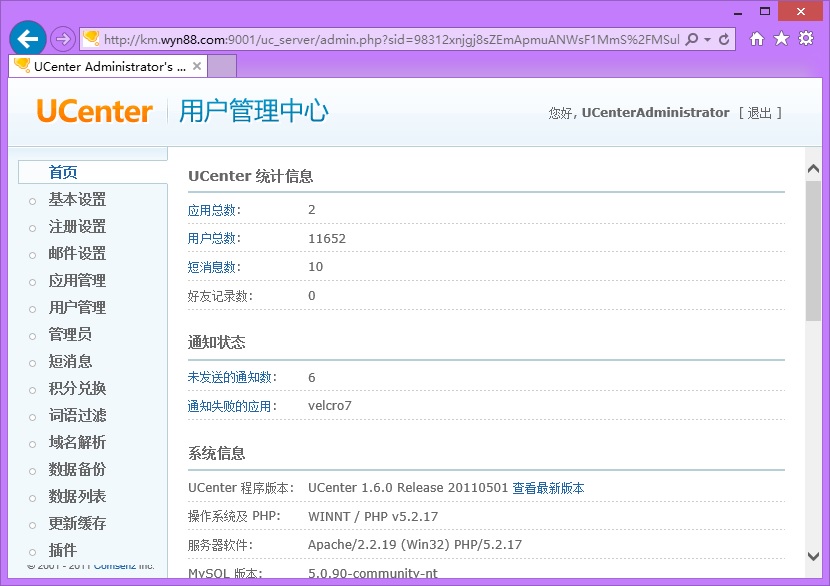 http://km.wyn88.com:9001/uc_server/admin.php?sid=98312xnjgj8sZEmApmuANWsF1MmS%2FMSul
UCenter Administrator's ...
UCenter 用户管理中心
您好, UCenterAdministrator [ 退出 ]
首页
基本设置
注册设置
邮件设置
应用管理
用户管理
管理员
短消息
积分兑换
词语过滤
域名解析
数据备份
数据列表
更新缓存
插件
© 2001 - 2011 Comsenz Inc.
UCenter 统计信息
应用总数: 2
用户总数: 11652
短消息数: 10
好友记录数: 0
通知状态
未发送的通知数: 6
通知失败的应用: velcro7
系统信息
UCenter 程序版本: UCenter 1.6.0 Release 20110501 查看最新版本
操作系统及 PHP: WINNT / PHP v5.2.17
服务器软件: Apache/2.2.19 (Win32) PHP/5.2.17
MySQL 版本: 5.0.90-community-nt